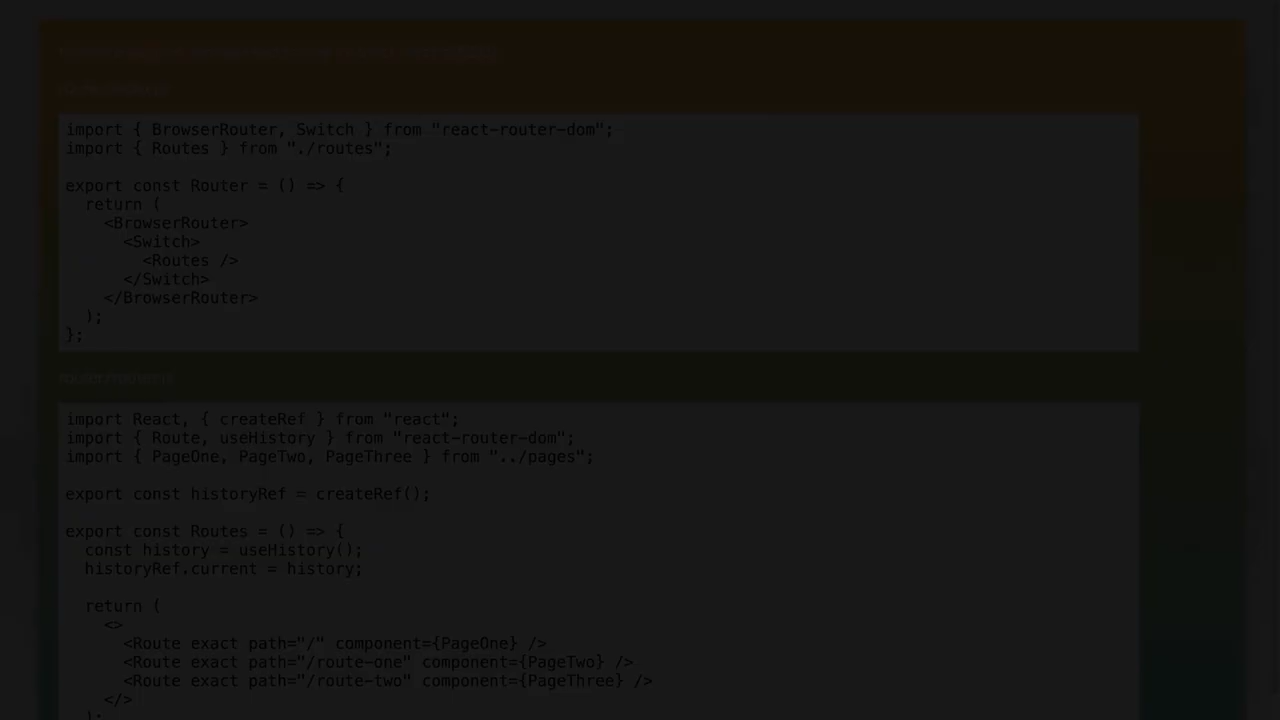 import { BrowserRouter, Switch } from "react-router-dom";
import { Routes } from "./routes";
export const Router = () => {
  return (
    <BrowserRouter>
      <Switch>
        <Routes />
      </Switch>
    </BrowserRouter>
  );
};
router/routes.js
import React, { createRef } from "react";
import { Route, useHistory } from "react-router-dom";
import { PageOne, PageTwo, PageThree } from "../pages";
export const historyRef = createRef();
export const Routes = () => {
  const history = useHistory();
  historyRef.current = history;
  return (
    <>
      <Route exact path="/" component={PageOne} />
      <Route exact path="/route-one" component={PageTwo} />
      <Route exact path="/route-two" component={PageThree} />
    </>
  );